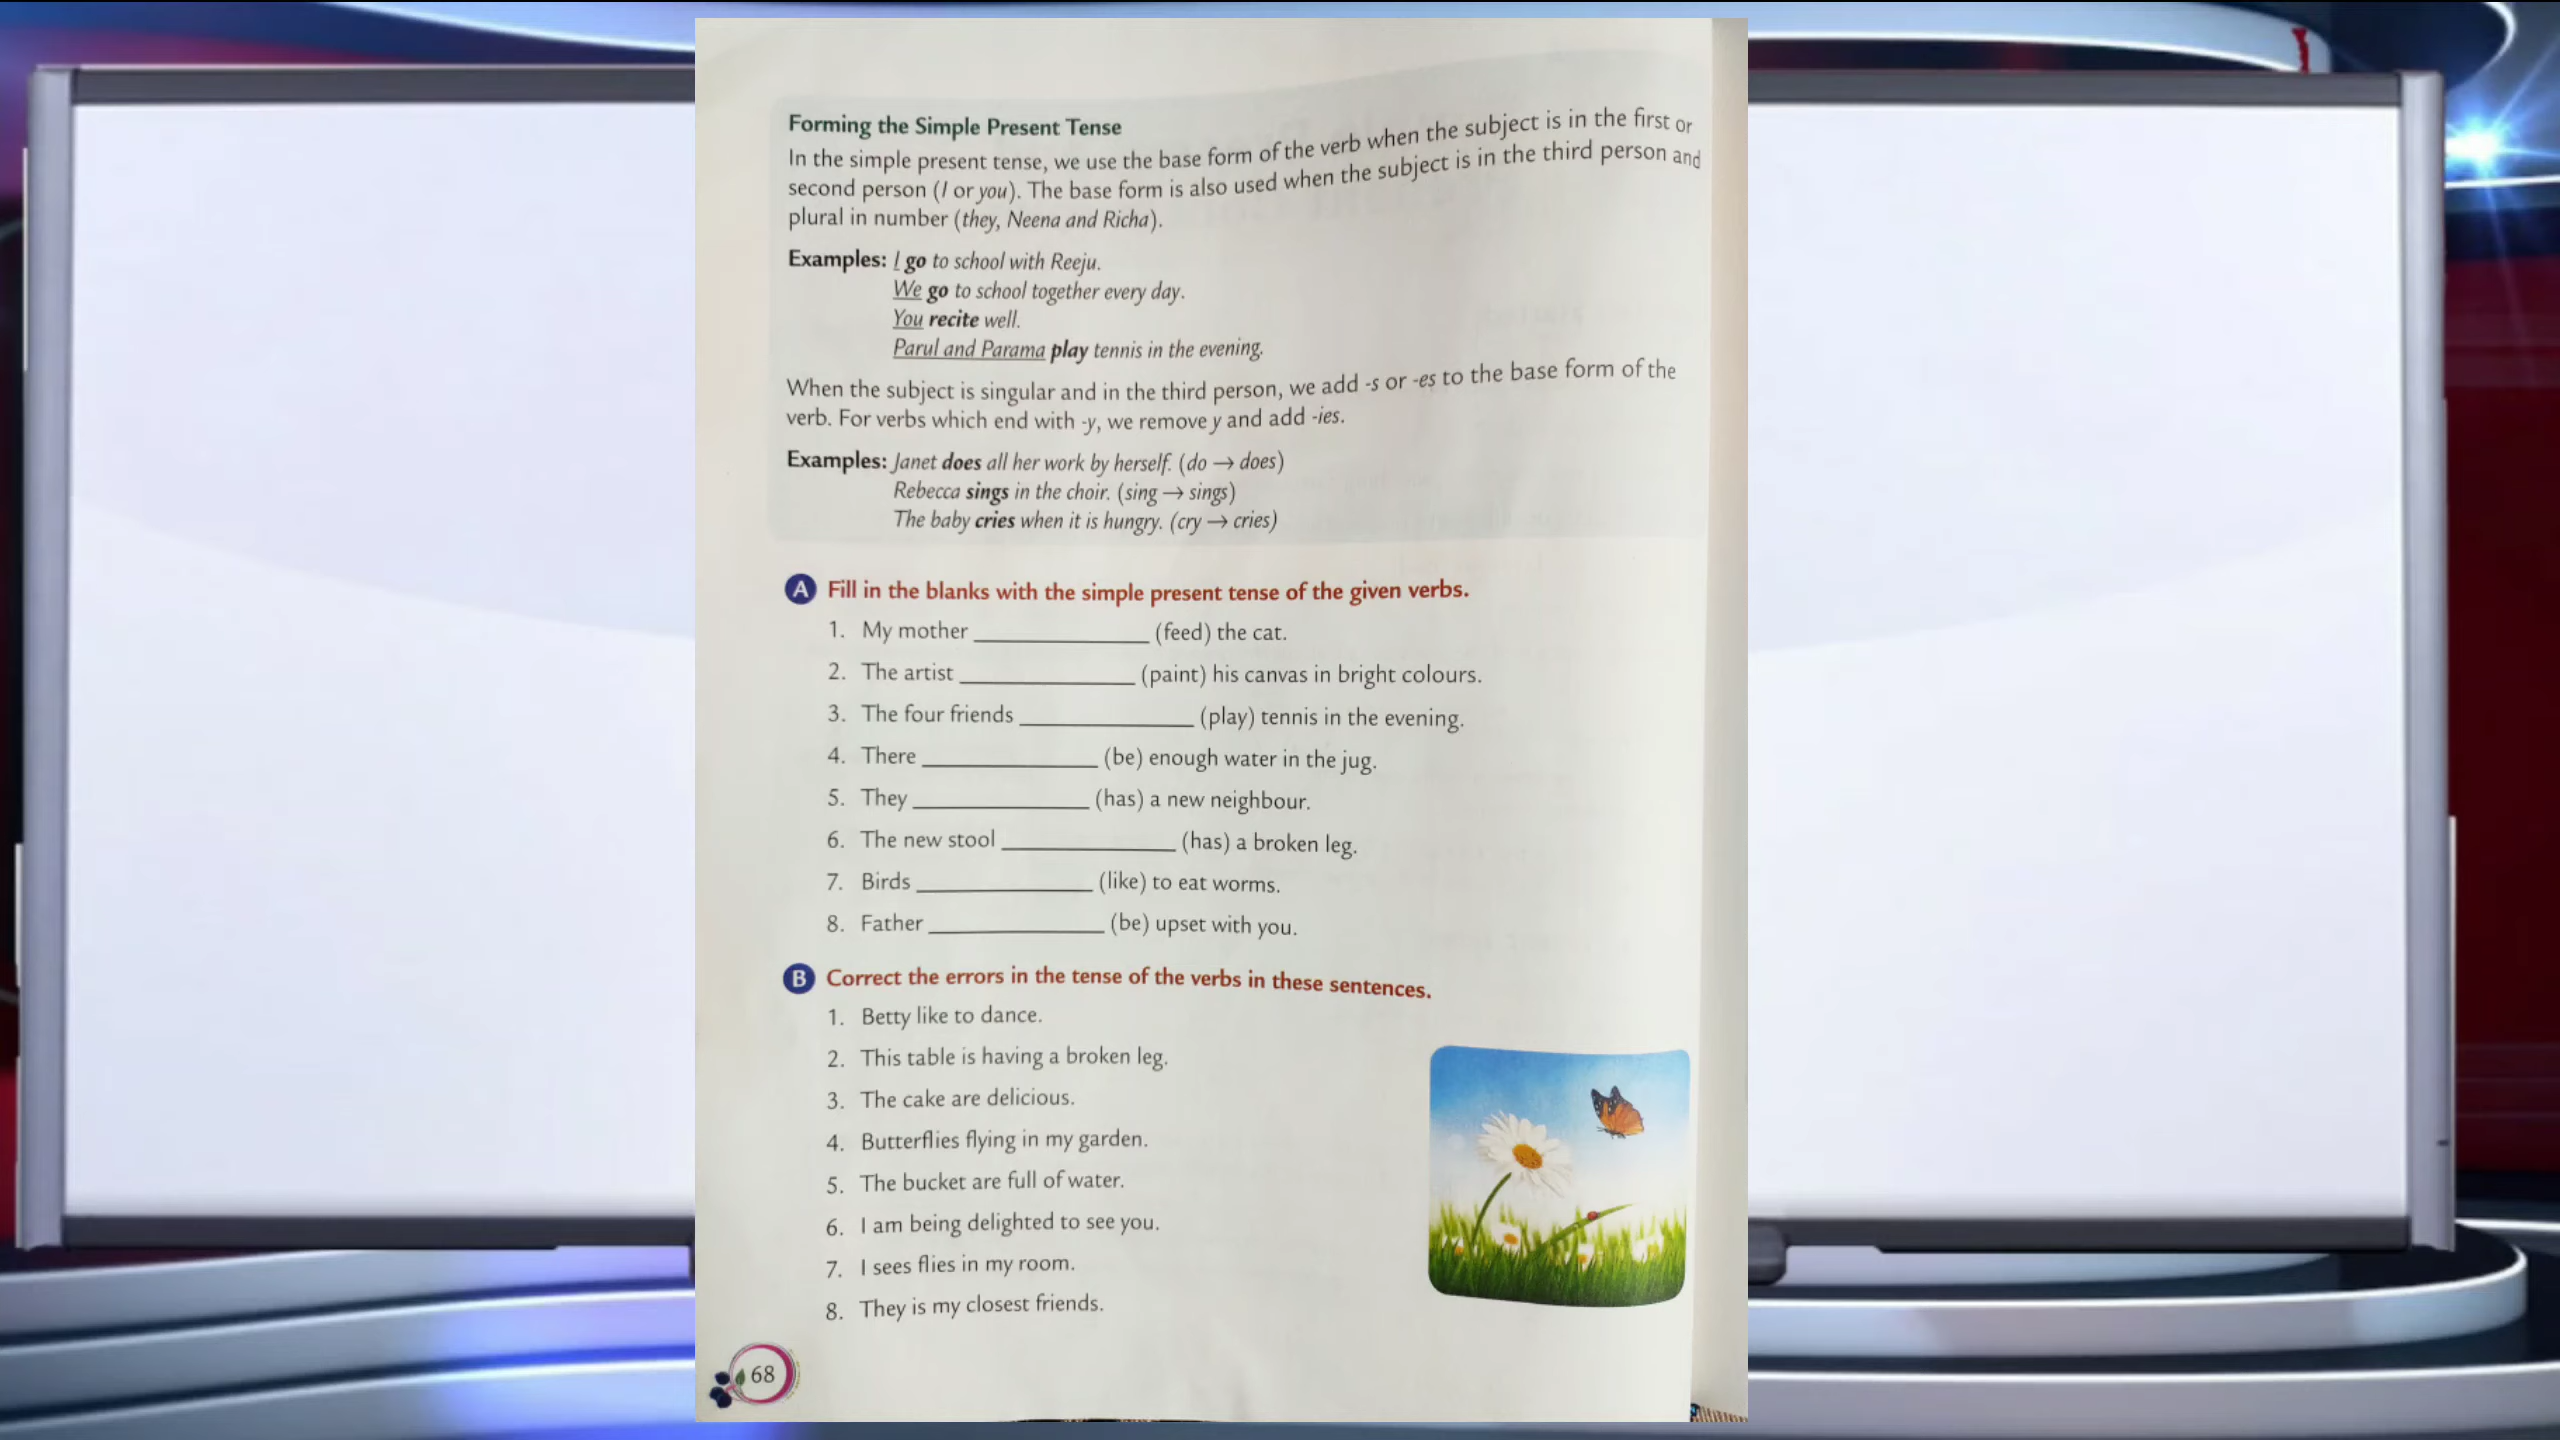 Forming the Simple Present Tense
In the simple present tense, we use the base form of the verb when the subject is in the first or
second person (I or you). The base form is also used when the subject is in the third person and
plural in number (they, Neena and Richa).
Examples: I go to school with Reeju.
We go to school together every day.
You recite well.
Parul and Parama play tennis in the evening.
When the subject is singular and in the third person, we add -s or -es to the base form of the
verb. For verbs which end with -y, we remove y and add -ies.
Examples: Janet does all her work by herself. (do → does)
Rebecca sings in the choir. (sing → sings)
The baby cries when it is hungry. (cry → cries)
A Fill in the blanks with the simple present tense of the given verbs.
1. My mother ______________ (feed) the cat.
2. The artist ______________ (paint) his canvas in bright colours.
3. The four friends ______________ (play) tennis in the evening.
4. There ______________ (be) enough water in the jug.
5. They ______________ (has) a new neighbour.
6. The new stool ______________ (has) a broken leg.
7. Birds ______________ (like) to eat worms.
8. Father ______________ (be) upset with you.
B Correct the errors in the tense of the verbs in these sentences.
1. Betty like to dance.
2. This table is having a broken leg.
3. The cake are delicious.
4. Butterflies flying in my garden.
5. The bucket are full of water.
6. I am being delighted to see you.
7. I sees flies in my room.
8. They is my closest friends.
68